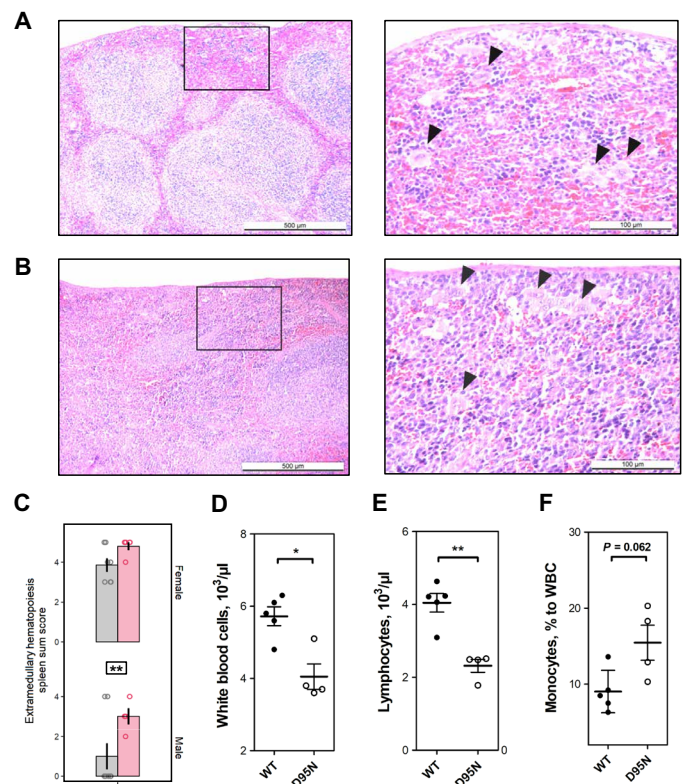 A
500 µm
100 µm
B
500 µm
100 µm
C
Extramedullary hematopoiesis
spleen sum score
4
2
0
Female
**
4
2
0
Male
D
White blood cells, 10³/µl
8
6
4
2
*
WT
D95N
E
Lymphocytes, 10³/µl
6
4
2
0
**
WT
D95N
0
F
Monocytes, % to WBC
30
20
10
P = 0.062
WT
D95N